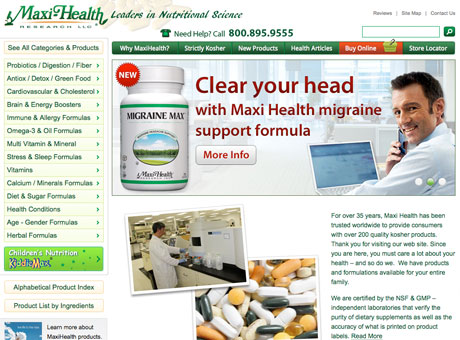 Maxi Health
RESEARCH LLC
Leaders in Nutritional Science
Reviews | Site Map | Contact Us
Need Help? Call 800.895.9555
See All Categories & Products
Why MaxiHealth?
Strictly Kosher
New Products
Health Articles
Buy Online
Store Locator
Probiotics / Digestion / Fiber
Antiox / Detox / Green Food
Cardiovascular & Cholesterol
Brain & Energy Boosters
Immune & Allergy Formulas
Omega-3 & Oil Formulas
Multi Vitamin & Mineral
Stress & Sleep Formulas
Vitamins
Calcium / Minerals Formulas
Diet & Sugar Formulas
Health Conditions
Age - Gender Formulas
Herbal Formulas
Children's Nutrition
KiddieMax
Alphabetical Product Index
Product List by Ingredients
Learn more about
MaxiHealth products.
NEW
MIGRAINE MAX
Maxi Health
Clear your head
with Maxi Health migraine
support formula
More Info
For over 35 years, Maxi Health has been
trusted worldwide to provide consumers
with over 200 quality kosher products.
Thank you for visiting our web site. Since
you are here, you must care a lot about your
health – and so do we. We have products
and formulations available for your entire
family.
We are certified by the NSF & GMP –
independent laboratories that verify the
purity of dietary supplements as well as the
accuracy of what is printed on product
labels. Read More